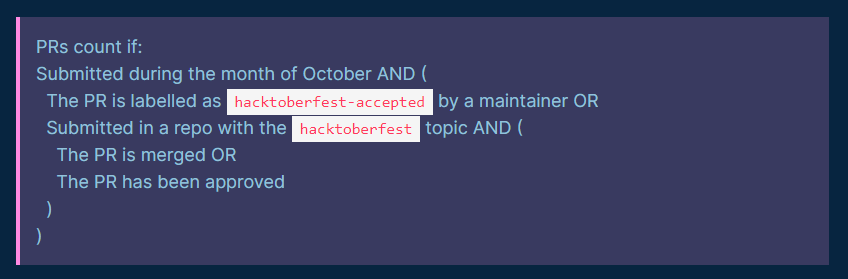 PRs count if:
Submitted during the month of October AND (
The PR is labelled as hacktoberfest-accepted by a maintainer OR
Submitted in a repo with the hacktoberfest topic AND (
The PR is merged OR
The PR has been approved
)
)